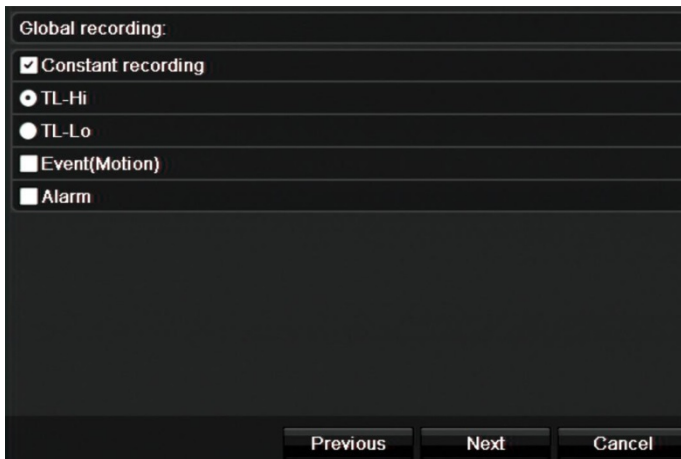 Global recording:
Constant recording
TL-Hi
TL-Lo
Event(Motion)
Alarm
Previous Next Cancel